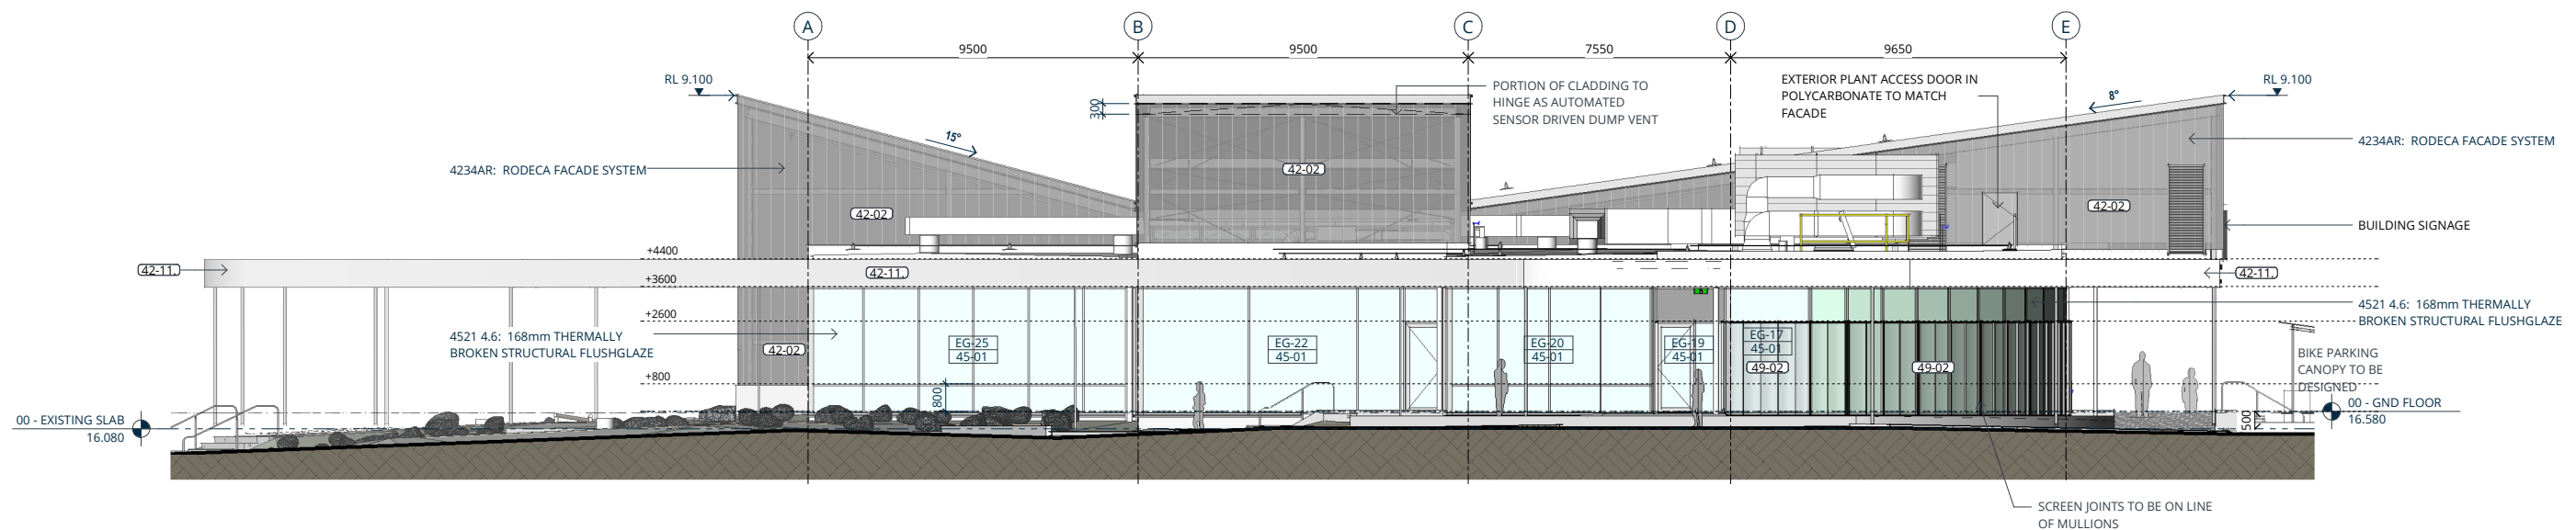 A
B
C
D
E
9500
9500
7550
9650
RL 9.100
RL 9.100
PORTION OF CLADDING TO
HINGE AS AUTOMATED
SENSOR DRIVEN DUMP VENT
EXTERIOR PLANT ACCESS DOOR IN
POLYCARBONATE TO MATCH
FACADE
8°
300
15°
4234AR: RODECA FACADE SYSTEM
4234AR: RODECA FACADE SYSTEM
42-02
42-02
42-02
BUILDING SIGNAGE
+4400
42-11.
42-11.
42-11.
+3600
+2600
4521 4.6: 168mm THERMALLY
BROKEN STRUCTURAL FLUSHGLAZE
4521 4.6: 168mm THERMALLY
BROKEN STRUCTURAL FLUSHGLAZE
42-02
EG-25
45-01
EG-22
45-01
EG-20
45-01
EG-19
45-01
EG-17
45-01
49-02
49-02
BIKE PARKING
CANOPY TO BE
DESIGNED
+800
800
00 - EXISTING SLAB
16.080
00 - GND FLOOR
16.580
500
SCREEN JOINTS TO BE ON LINE
OF MULLIONS